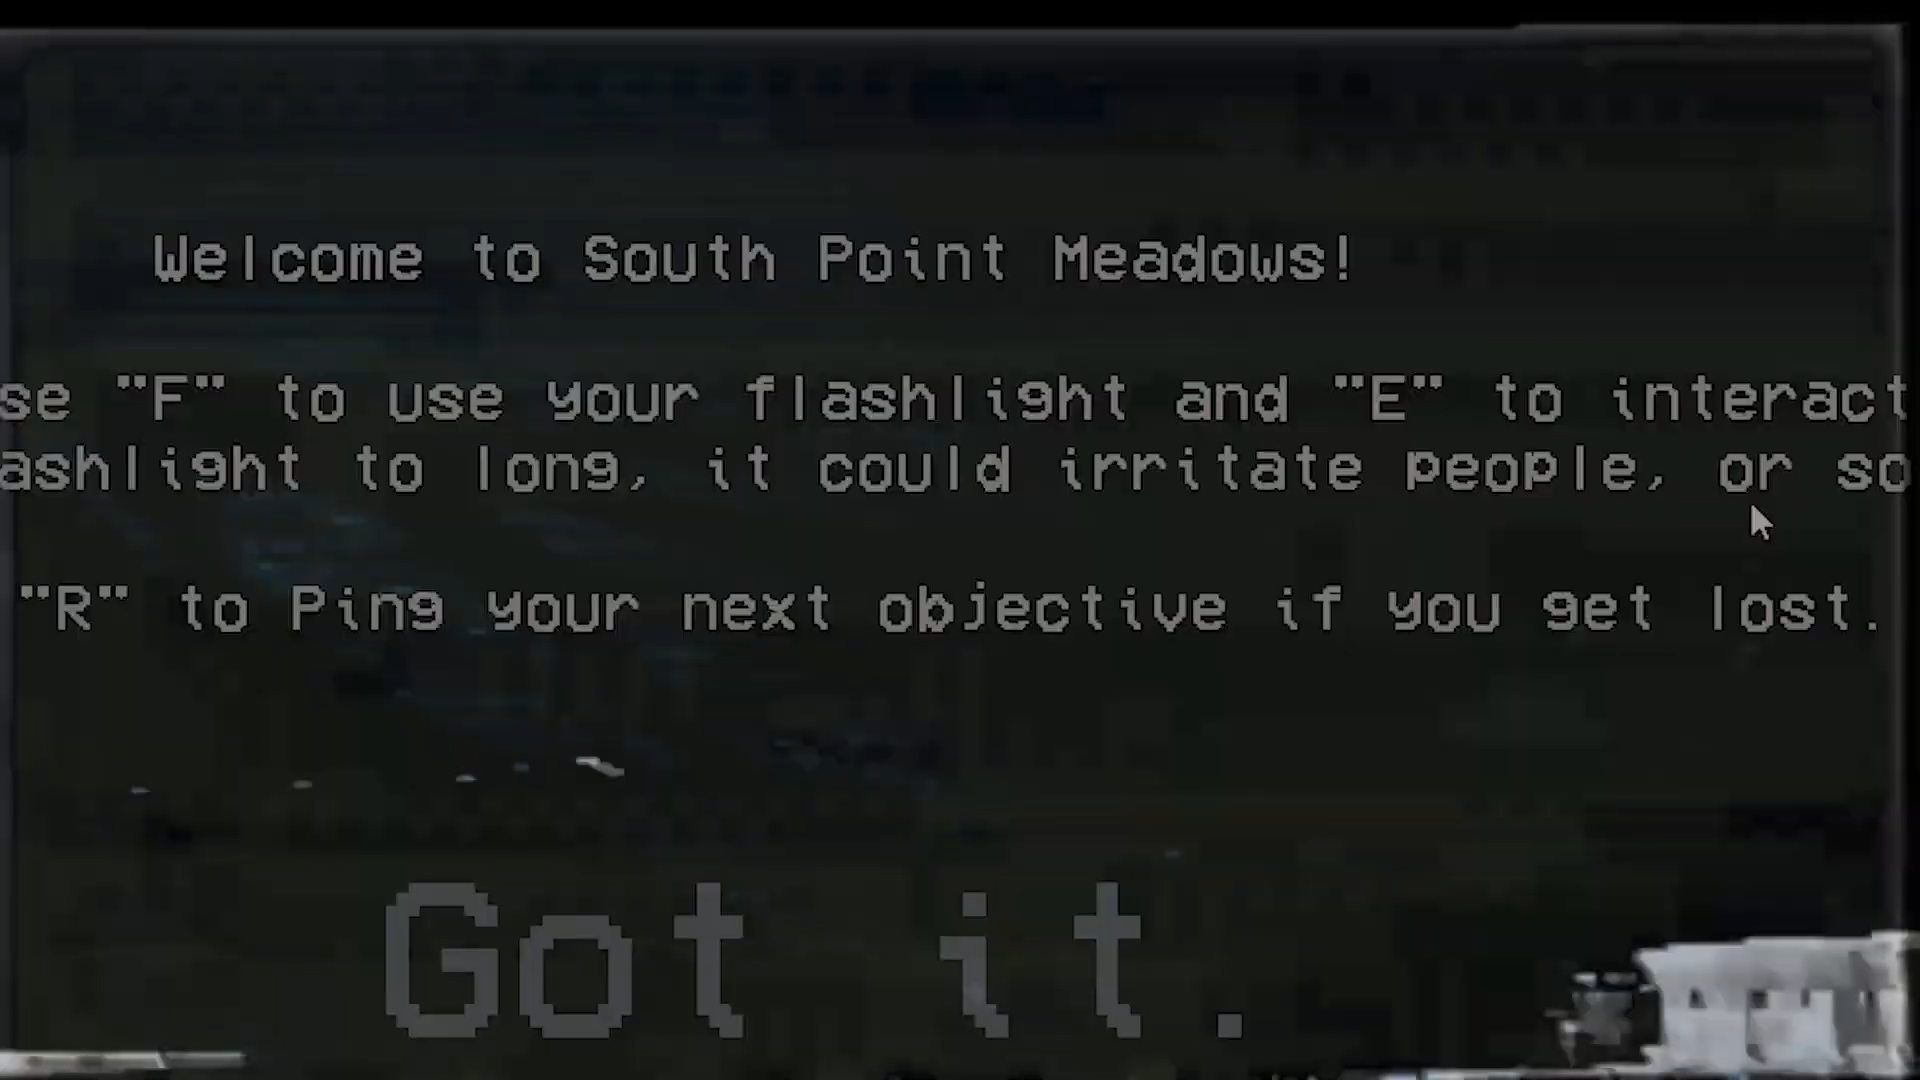 Welcome to South Point Meadows!
se "F" to use your flashlight and "E" to interact
ashlight to long, it could irritate people, or so
"R" to Ping your next objective if you get lost.
Got it.